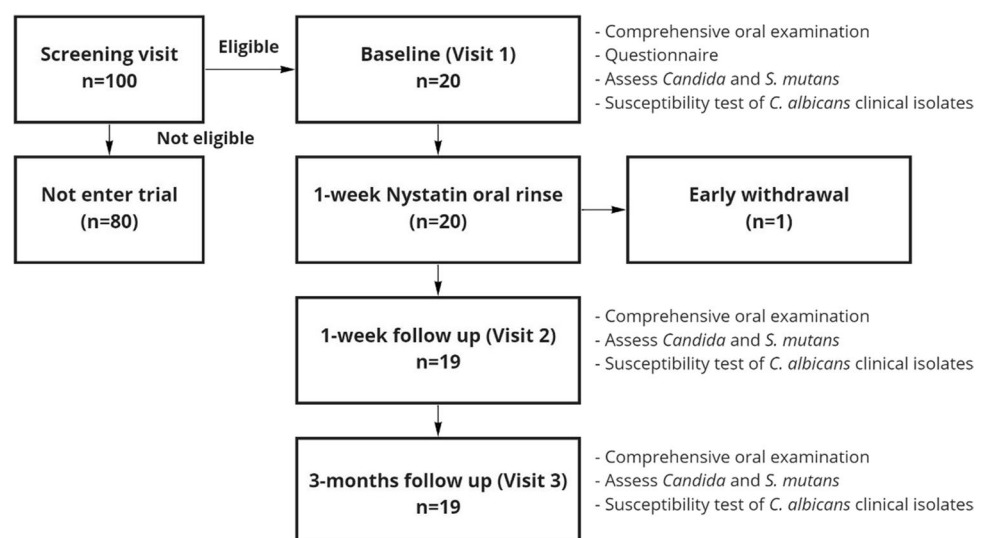 Screening visit
n=100
Eligible
Baseline (Visit 1)
n=20
- Comprehensive oral examination
- Questionnaire
- Assess Candida and S. mutans
- Susceptibility test of C. albicans clinical isolates
Not eligible
Not enter trial
(n=80)
1-week Nystatin oral rinse
(n=20)
Early withdrawal
(n=1)
1-week follow up (Visit 2)
n=19
- Comprehensive oral examination
- Assess Candida and S. mutans
- Susceptibility test of C. albicans clinical isolates
3-months follow up (Visit 3)
n=19
- Comprehensive oral examination
- Assess Candida and S. mutans
- Susceptibility test of C. albicans clinical isolates